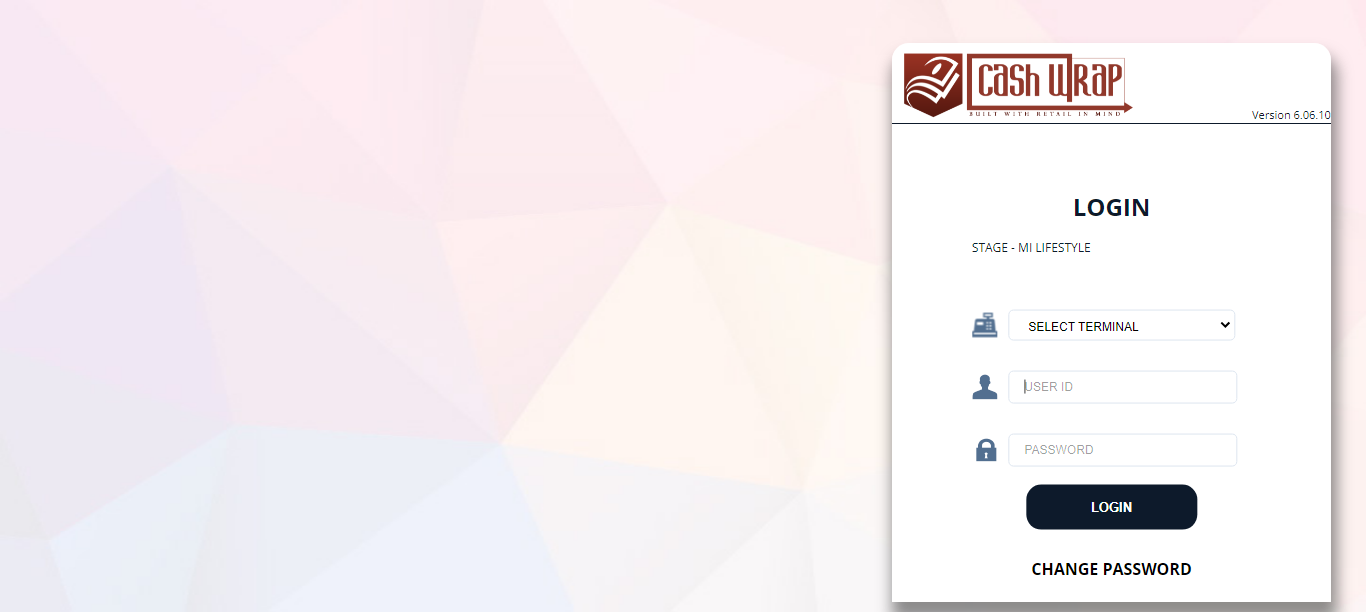 Cash Wrap
BUILT WITH RETAIL IN MIND
Version 6.06.10
LOGIN
STAGE - MI LIFESTYLE
SELECT TERMINAL
USER ID
PASSWORD
LOGIN
CHANGE PASSWORD